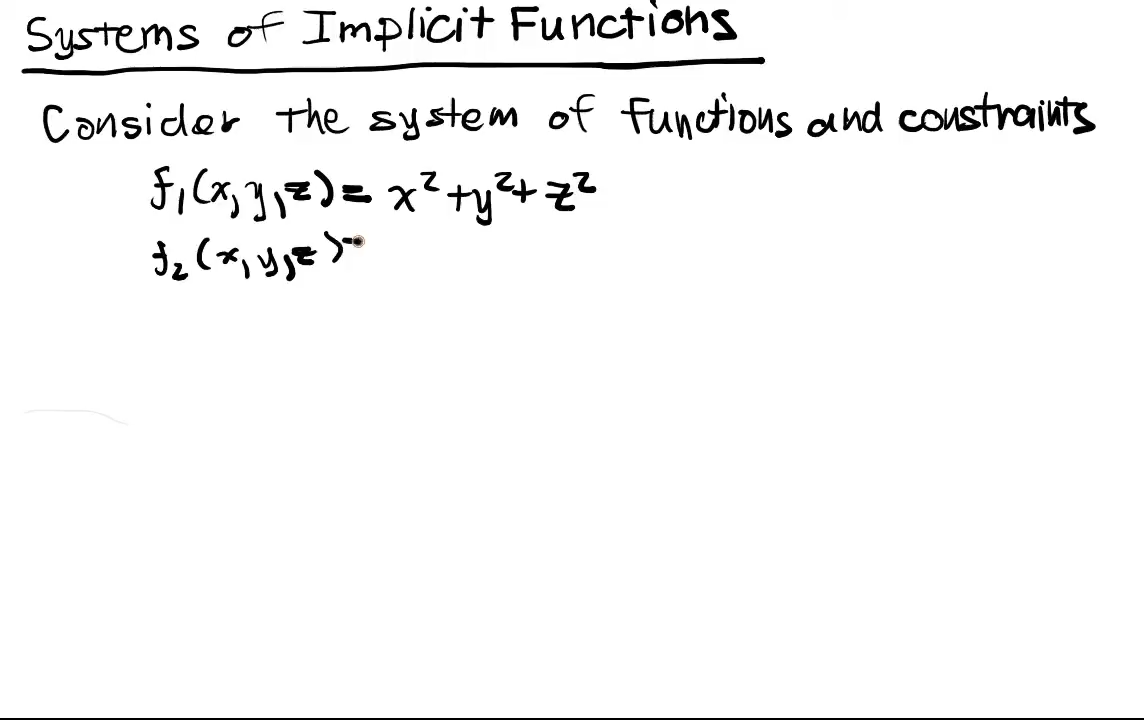 Systems of Implicit Functions
Consider the system of functions and constraints
f₁(x, y, z) = x² + y² + z²
f₂(x, y, z) -